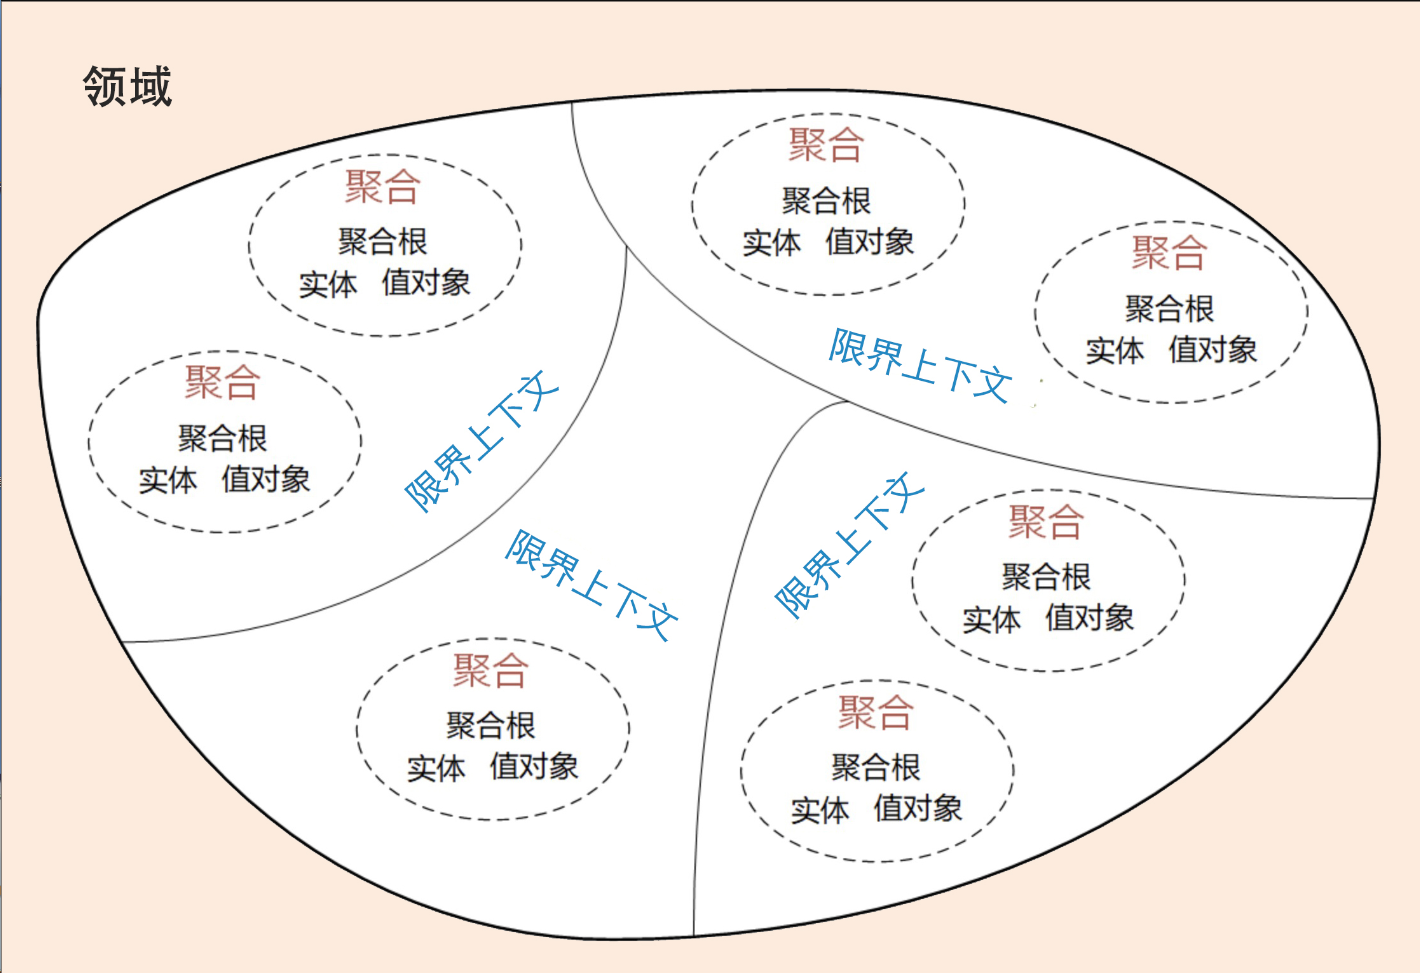 领域
聚合
聚合根
实体 值对象
聚合
聚合根
实体 值对象
限界上下文
聚合
聚合根
实体 值对象
聚合
聚合根
实体 值对象
限界上下文
限界上下文
聚合
聚合根
实体 值对象
限界上下文
聚合
聚合根
实体 值对象
聚合
聚合根
实体 值对象